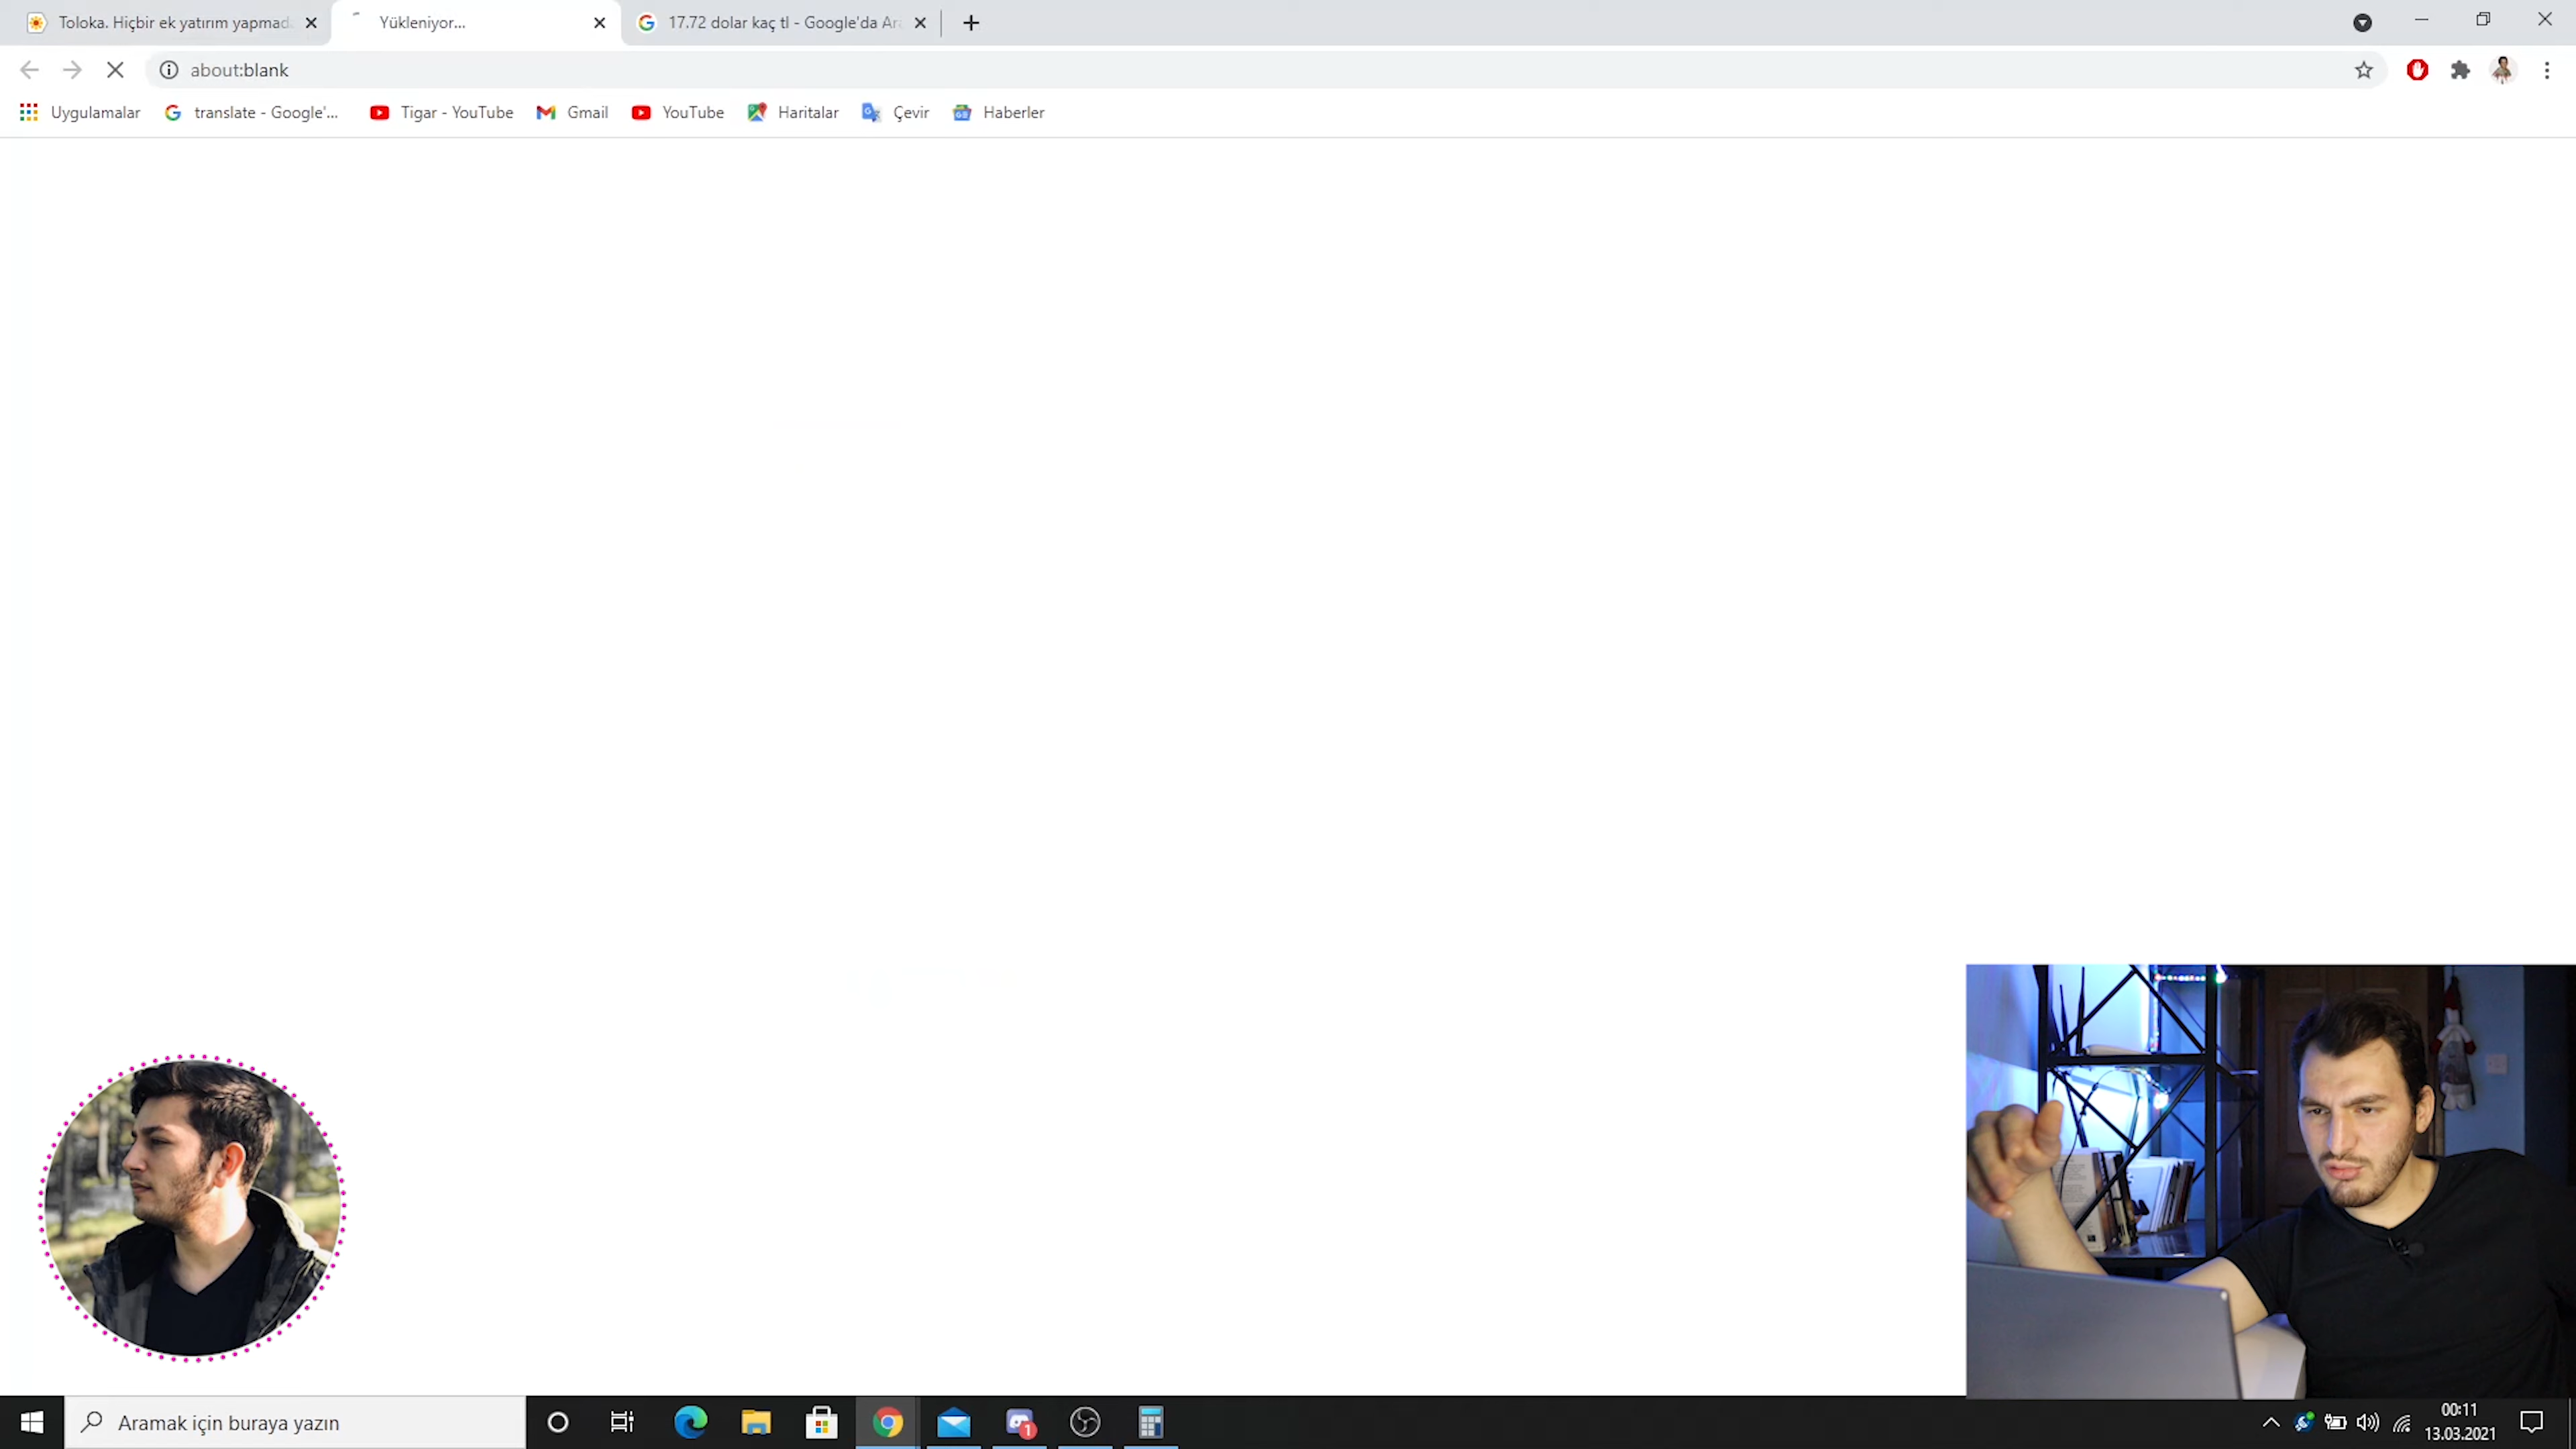 Toloka. Hiçbir ek yatırım yapmad
Yükleniyor...
17.72 dolar kaç tl - Google'da Ar
about:blank
Uygulamalar
translate - Google'...
Tigar - YouTube
Gmail
YouTube
Haritalar
Çevir
Haberler
Aramak için buraya yazın
1
00:11
13.03.2021